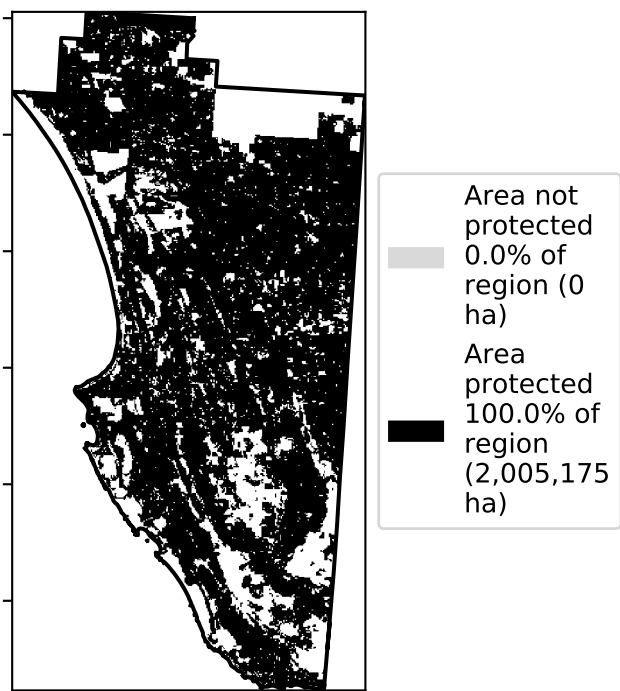 Area not
protected
0.0% of
region (0
ha)
Area
protected
100.0% of
region
(2,005,175
ha)